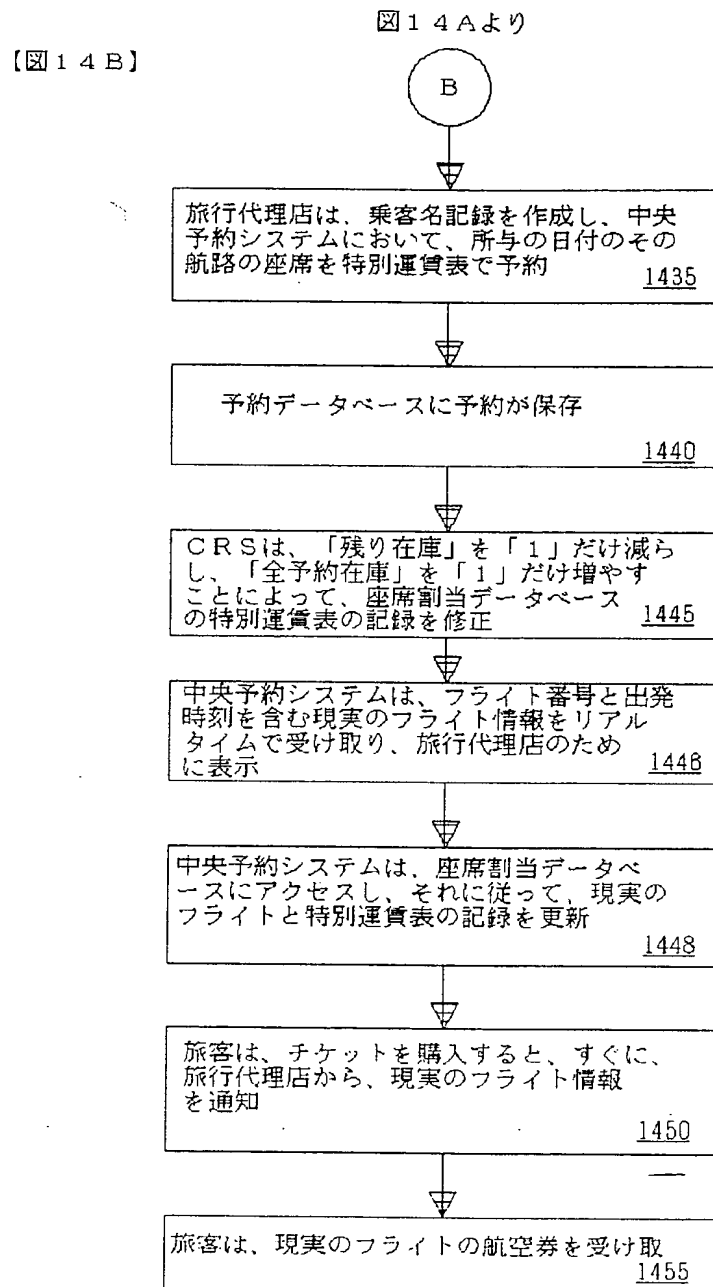 図14Aより
【図14B】
B
旅行代理店は、乗客名記録を作成し、中央
予約システムにおいて、所与の日付のその
航路の座席を特別運賃表で予約
1435
予約データベースに予約が保存
1440
CRSは、「残り在庫」を「1」だけ減ら
し、「全予約在庫」を「1」だけ増やす
ことによって、座席割当データベース
の特別運賃表の記録を修正
1445
中央予約システムは、フライト番号と出発
時刻を含む現実のフライト情報をリアル
タイムで受け取り、旅行代理店のため
に表示
1446
中央予約システムは、座席割当データベ
ースにアクセスし、それに従って、現実の
フライトと特別運賃表の記録を更新
1448
旅客は、チケットを購入すると、すぐに、
旅行代理店から、現実のフライト情報
を通知
1450
旅客は、現実のフライトの航空券を受け取
1455